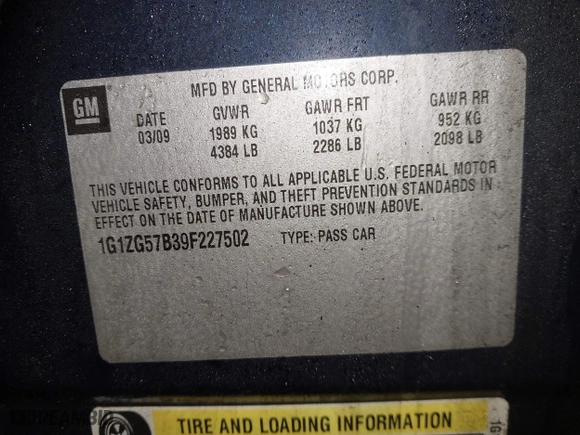 MFD BY GENERAL MOTORS CORP.
GM
DATE GVWR GAWR FRT GAWR RR
03/09 1989 KG 1037 KG 952 KG
4384 LB 2286 LB 2098 LB
THIS VEHICLE CONFORMS TO ALL APPLICABLE U.S. FEDERAL MOTOR
VEHICLE SAFETY, BUMPER, AND THEFT PREVENTION STANDARDS IN
EFFECT ON THE DATE OF MANUFACTURE SHOWN ABOVE.
1G1ZG57B39F227502 TYPE: PASS CAR
TIRE AND LOADING INFORMATION